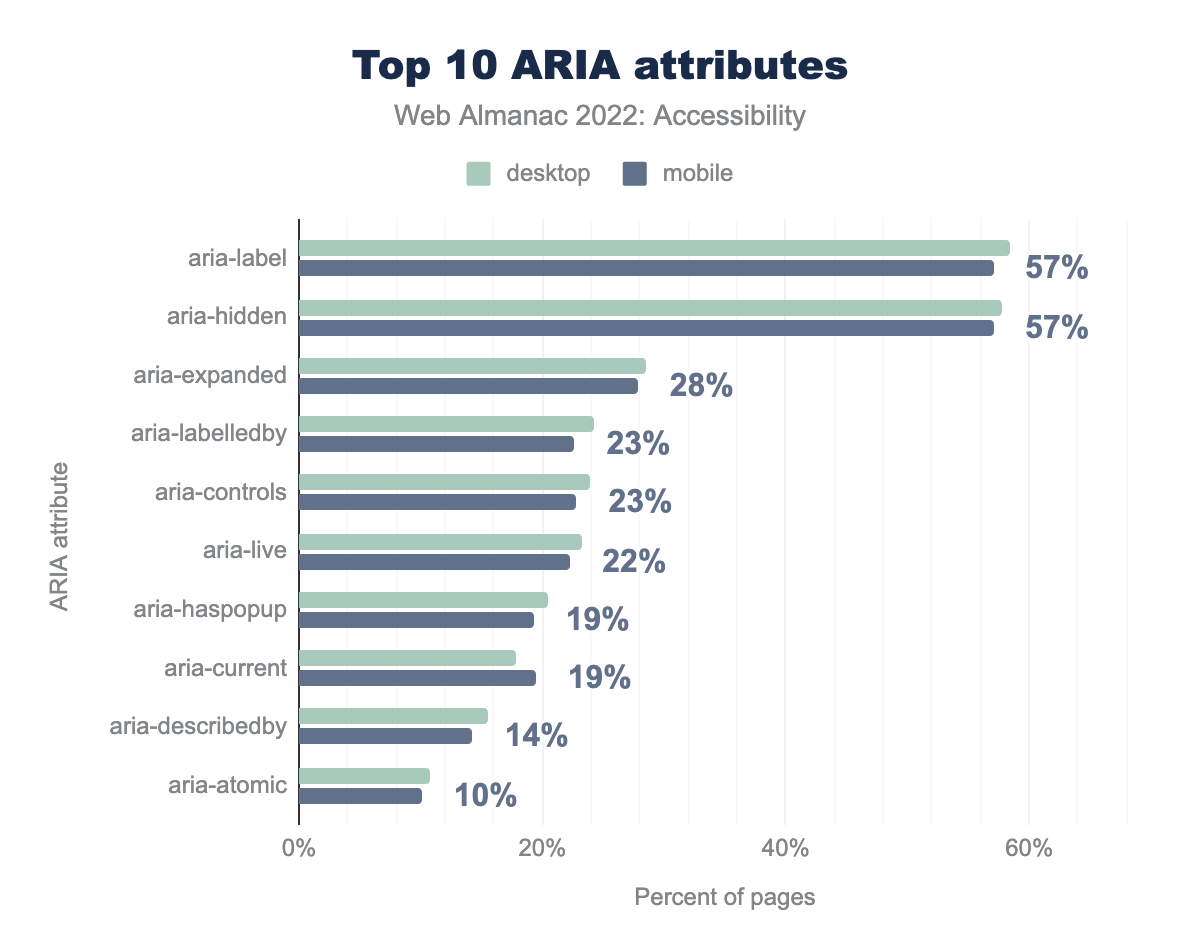 Top 10 ARIA attributes
Web Almanac 2022: Accessibility
desktop mobile
ARIA attribute
aria-label 57%
aria-hidden 57%
aria-expanded 28%
aria-labelledby 23%
aria-controls 23%
aria-live 22%
aria-haspopup 19%
aria-current 19%
aria-describedby 14%
aria-atomic 10%
0% 20% 40% 60%
Percent of pages